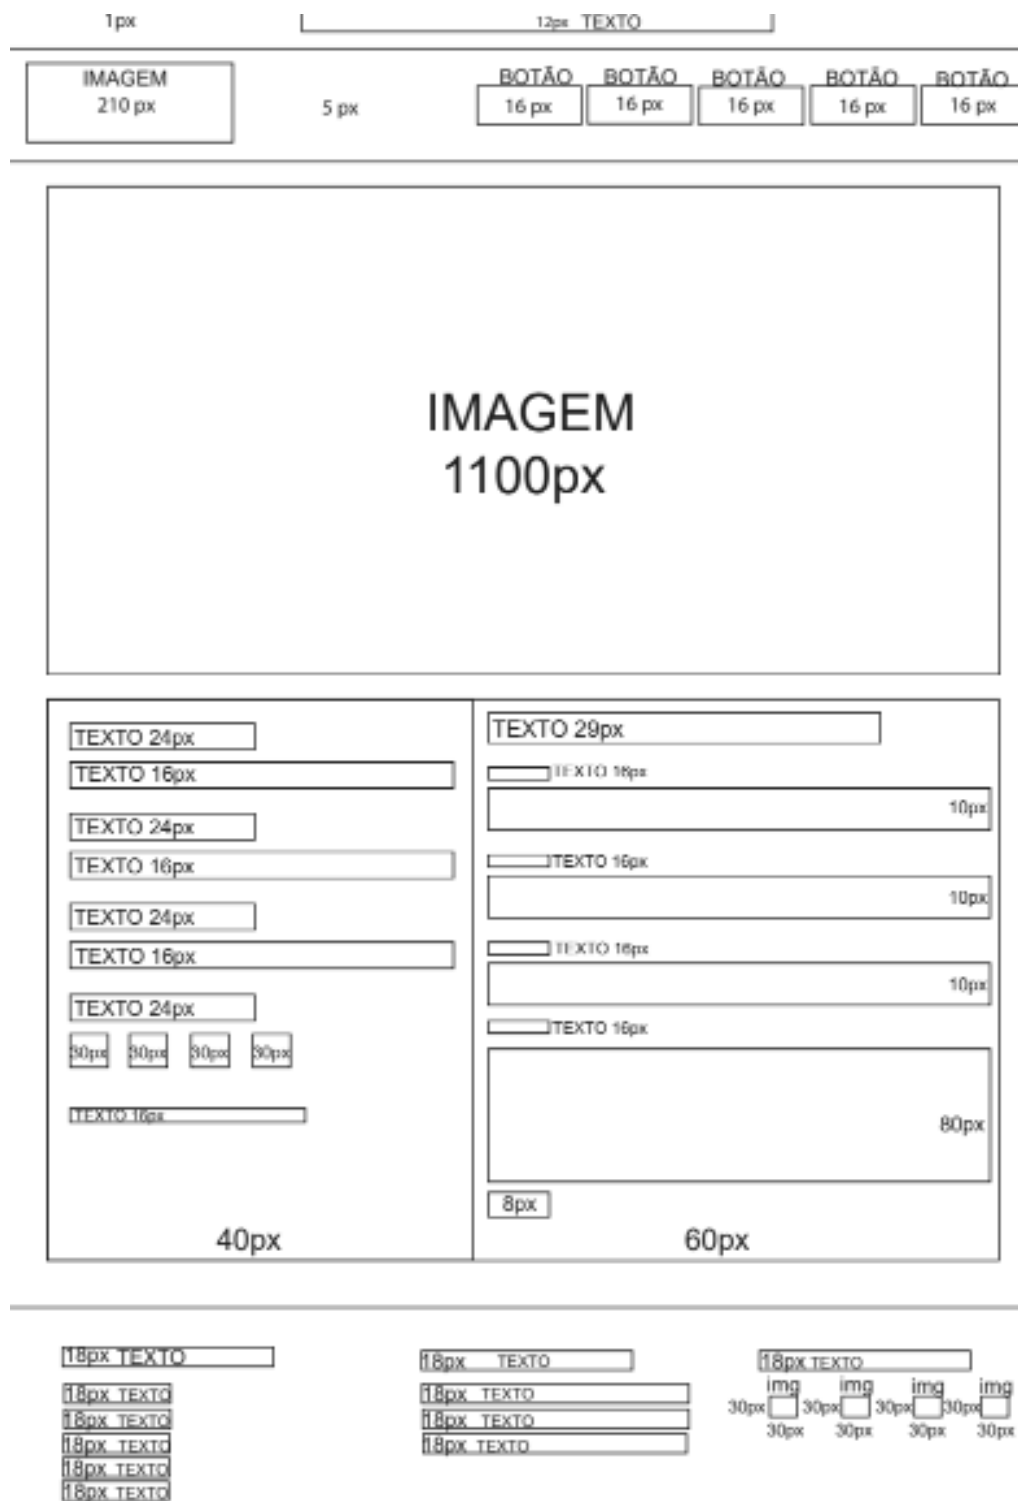 1px 12px TEXTO
IMAGEM BOTÃO BOTÃO BOTÃO BOTÃO BOTÃO
210 px 5 px 16 px 16 px 16 px 16 px 16 px
IMAGEM
1100px
TEXTO 24px
TEXTO 16px
TEXTO 24px
TEXTO 16px
TEXTO 24px
TEXTO 16px
TEXTO 24px
30px 30px 30px 30px
TEXTO 16px
40px
TEXTO 29px
TEXTO 16px
10px
TEXTO 16px
10px
TEXTO 16px
10px
TEXTO 16px
80px
8px
60px
18px TEXTO
18px TEXTO
18px TEXTO
18px TEXTO
18px TEXTO
18px TEXTO
18px TEXTO
18px TEXTO
18px TEXTO
18px TEXTO
18px TEXTO
img img img img
30px 30px 30px 30px
30px 30px 30px 30px